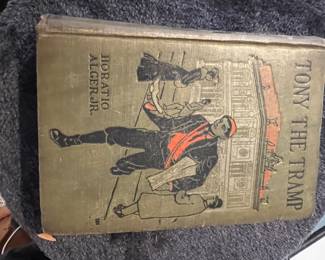 TONY THE TRAMP
HORATIO
ALGER JR.